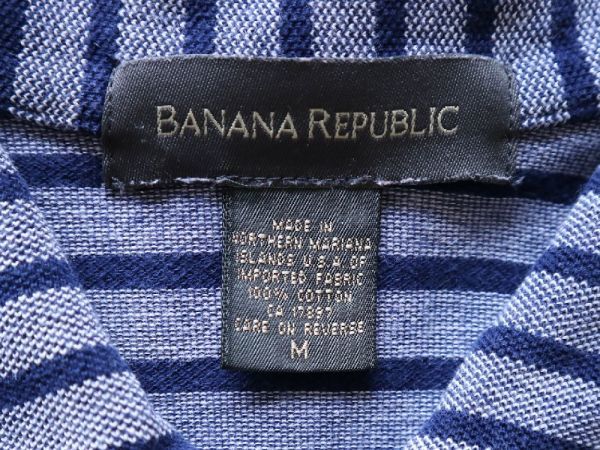 BANANA REPUBLIC
MADE IN
NORTHERN MARIANA
ISLANDS U.S.A. OF
IMPORTED FABRIC
100% COTTON
CA 17897
CARE ON REVERSE
M